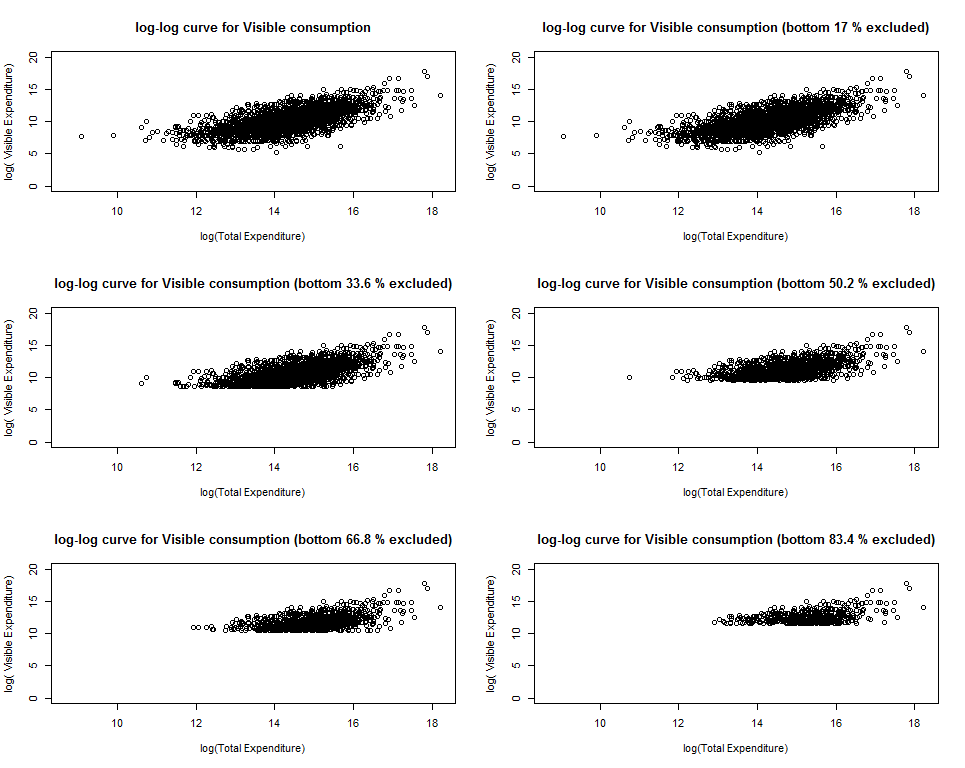 log-log curve for Visible consumption
log( Visible Expenditure)
20
15
10
5
0
10 12 14 16 18
log(Total Expenditure)
log-log curve for Visible consumption (bottom 17 % excluded)
log( Visible Expenditure)
20
15
10
5
0
10 12 14 16 18
log(Total Expenditure)
log-log curve for Visible consumption (bottom 33.6 % excluded)
log( Visible Expenditure)
20
15
10
5
0
10 12 14 16 18
log(Total Expenditure)
log-log curve for Visible consumption (bottom 50.2 % excluded)
log( Visible Expenditure)
20
15
10
5
0
10 12 14 16 18
log(Total Expenditure)
log-log curve for Visible consumption (bottom 66.8 % excluded)
log( Visible Expenditure)
20
15
10
5
0
10 12 14 16 18
log(Total Expenditure)
log-log curve for Visible consumption (bottom 83.4 % excluded)
log( Visible Expenditure)
20
15
10
5
0
10 12 14 16 18
log(Total Expenditure)